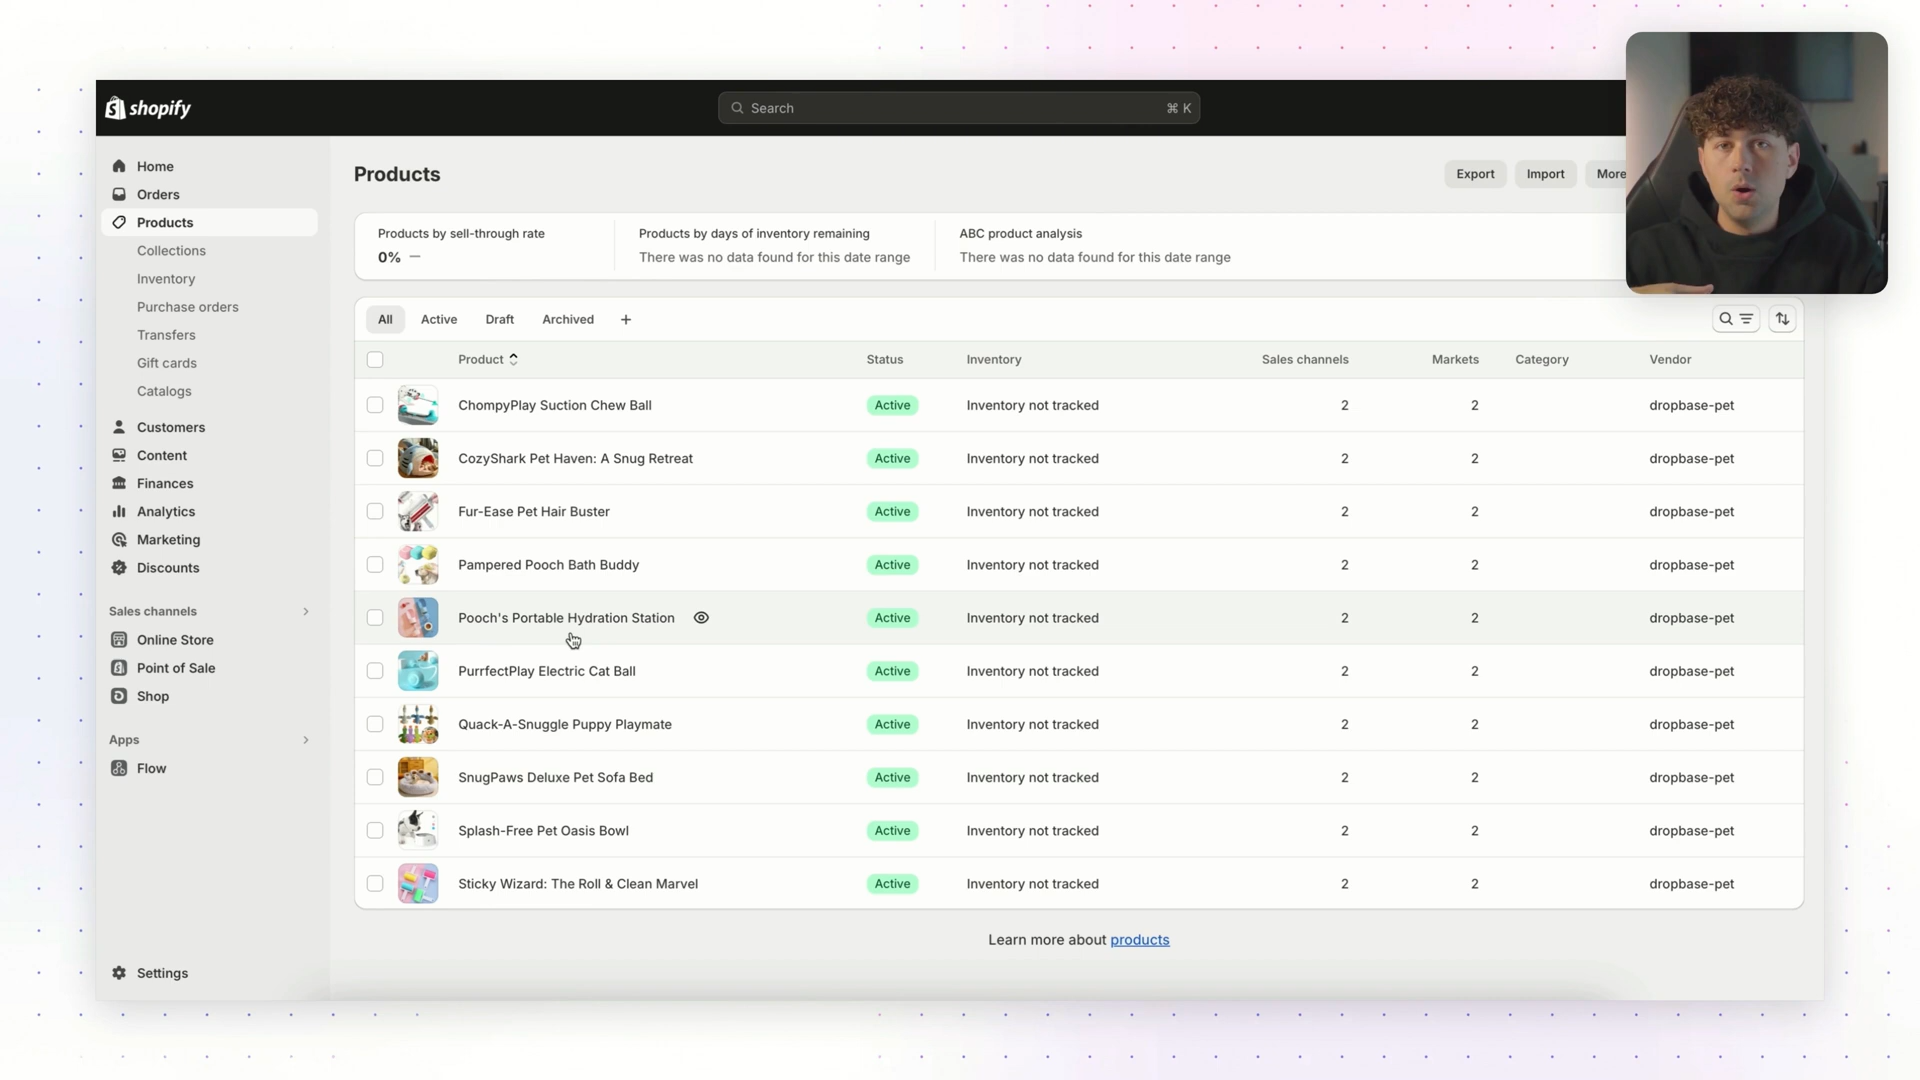 shopify
Search
⌘ K
Home
Orders
Products
Collections
Inventory
Purchase orders
Transfers
Gift cards
Catalogs
Customers
Content
Finances
Analytics
Marketing
Discounts
Sales channels
Online Store
Point of Sale
Shop
Apps
Flow
Settings
Products
Export
Import
More
Products by sell-through rate
0% —
Products by days of inventory remaining
There was no data found for this date range
ABC product analysis
There was no data found for this date range
All Active Draft Archived +
Product Status Inventory Sales channels Markets Category Vendor
ChompyPlay Suction Chew Ball Active Inventory not tracked 2 2 dropbase-pet
CozyShark Pet Haven: A Snug Retreat Active Inventory not tracked 2 2 dropbase-pet
Fur-Ease Pet Hair Buster Active Inventory not tracked 2 2 dropbase-pet
Pampered Pooch Bath Buddy Active Inventory not tracked 2 2 dropbase-pet
Pooch's Portable Hydration Station Active Inventory not tracked 2 2 dropbase-pet
PurrfectPlay Electric Cat Ball Active Inventory not tracked 2 2 dropbase-pet
Quack-A-Snuggle Puppy Playmate Active Inventory not tracked 2 2 dropbase-pet
SnugPaws Deluxe Pet Sofa Bed Active Inventory not tracked 2 2 dropbase-pet
Splash-Free Pet Oasis Bowl Active Inventory not tracked 2 2 dropbase-pet
Sticky Wizard: The Roll & Clean Marvel Active Inventory not tracked 2 2 dropbase-pet
Learn more about products